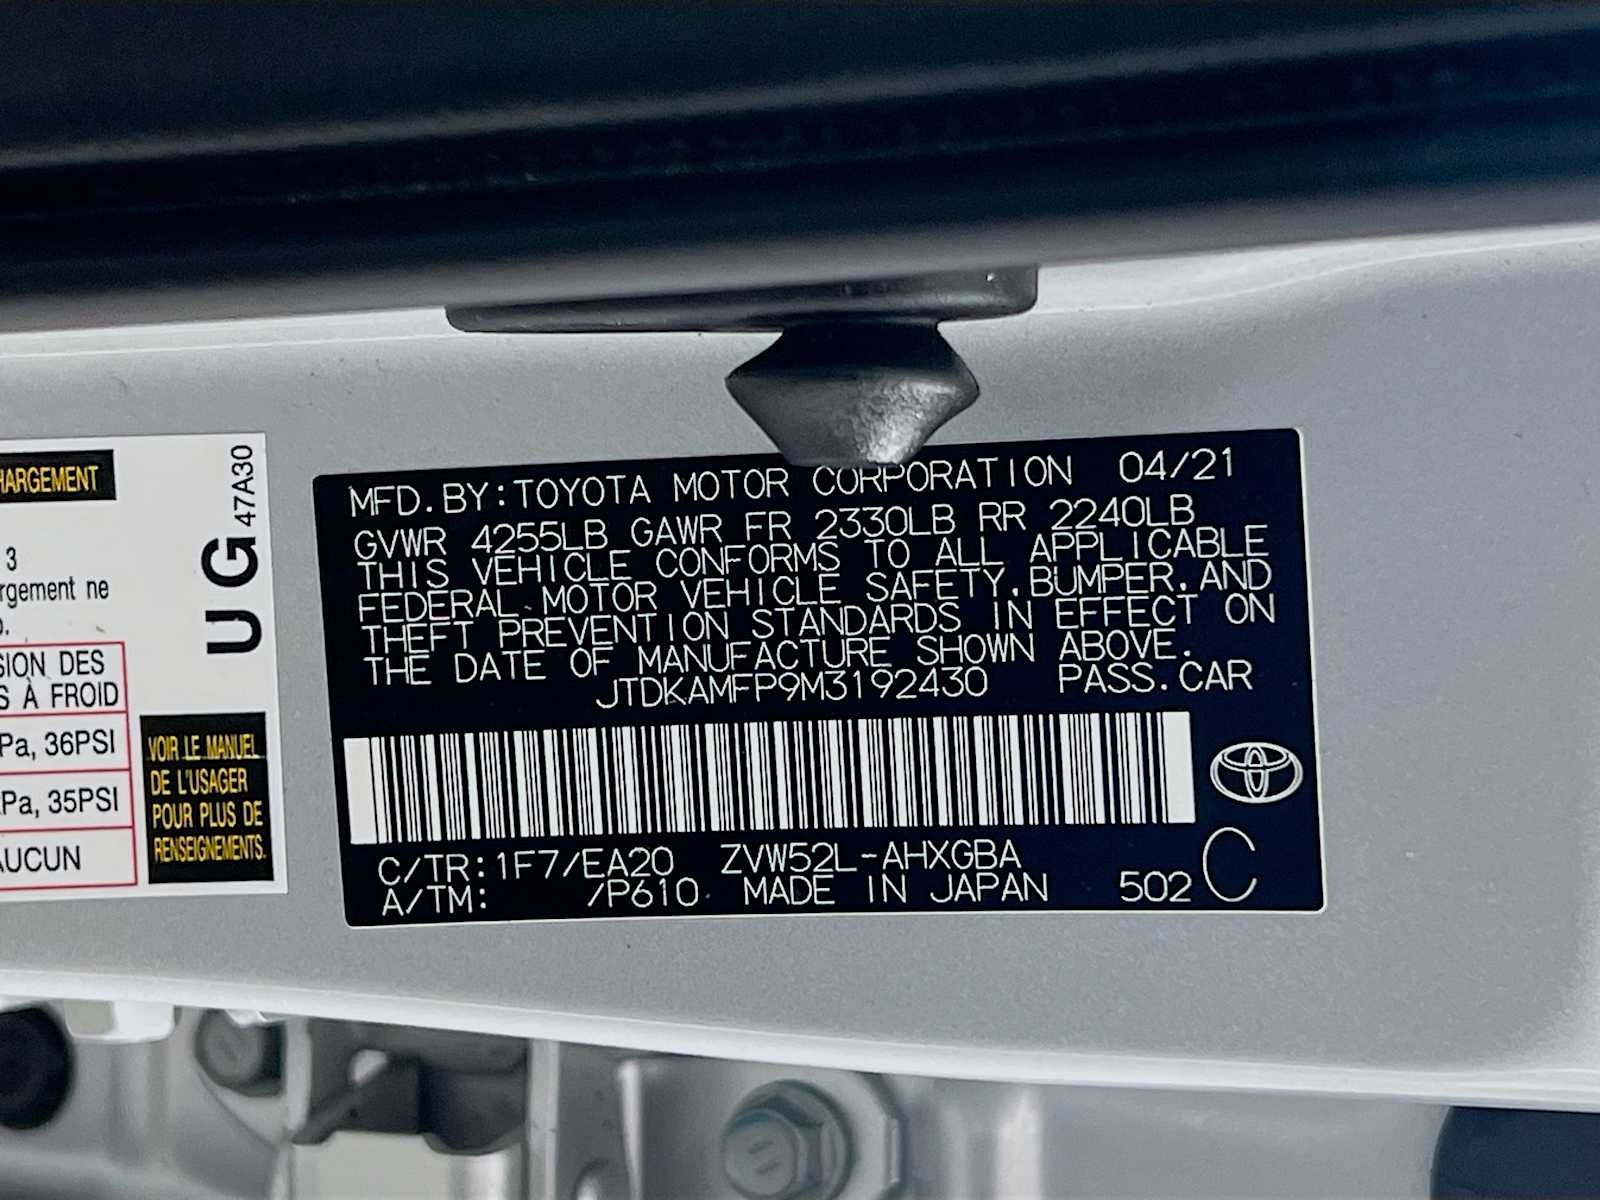 HARGEMENT
47A30
UG
3
rgement ne
SION DES
S À FROID
Pa, 36PSI
Pa, 35PSI
AUCUN
VOIR LE MANUEL
DE L'USAGER
POUR PLUS DE
RENSEIGNEMENTS.
MFD.BY:TOYOTA MOTOR CORPORATION 04/21
GVWR 4255LB GAWR FR 2330LB RR 2240LB
THIS VEHICLE CONFORMS TO ALL APPLICABLE
FEDERAL MOTOR VEHICLE SAFETY,BUMPER,AND
THEFT PREVENTION STANDARDS IN EFFECT ON
THE DATE OF MANUFACTURE SHOWN ABOVE.
JTDKAMFP9M3192430 PASS.CAR
C/TR:1F7/EA20 ZVW52L-AHXGBA
A/TM: /P610 MADE IN JAPAN 502 C